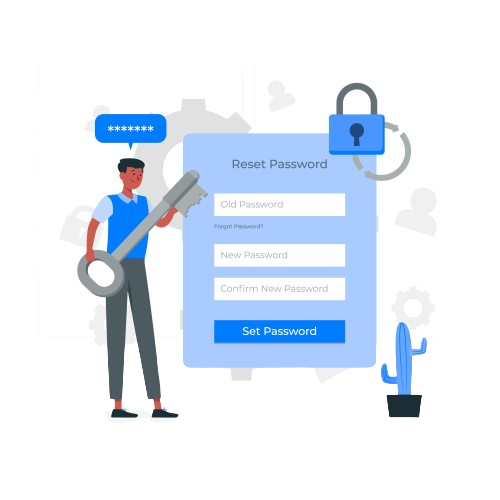 *******
Reset Password
Old Password
Forgot Password?
New Password
Confirm New Password
Set Password